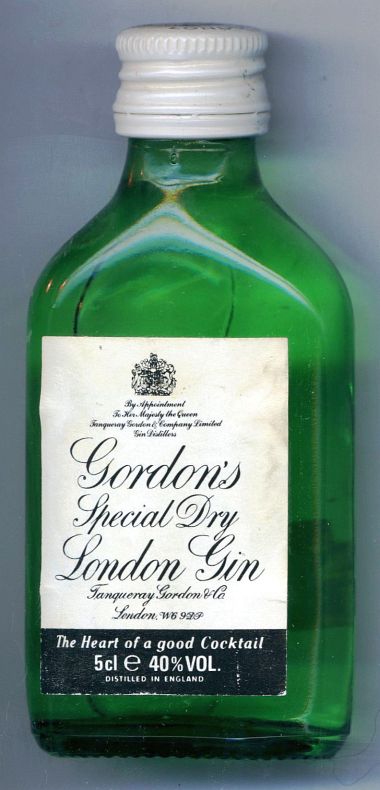 By Appointment
To Her Majesty the Queen
Tanqueray Gordon & Company Limited
Gin Distillers
Gordon's
Special Dry
London Gin
Tanqueray Gordon & Co.
London, W6 9DP
The Heart of a good Cocktail
5cl e 40% VOL.
DISTILLED IN ENGLAND